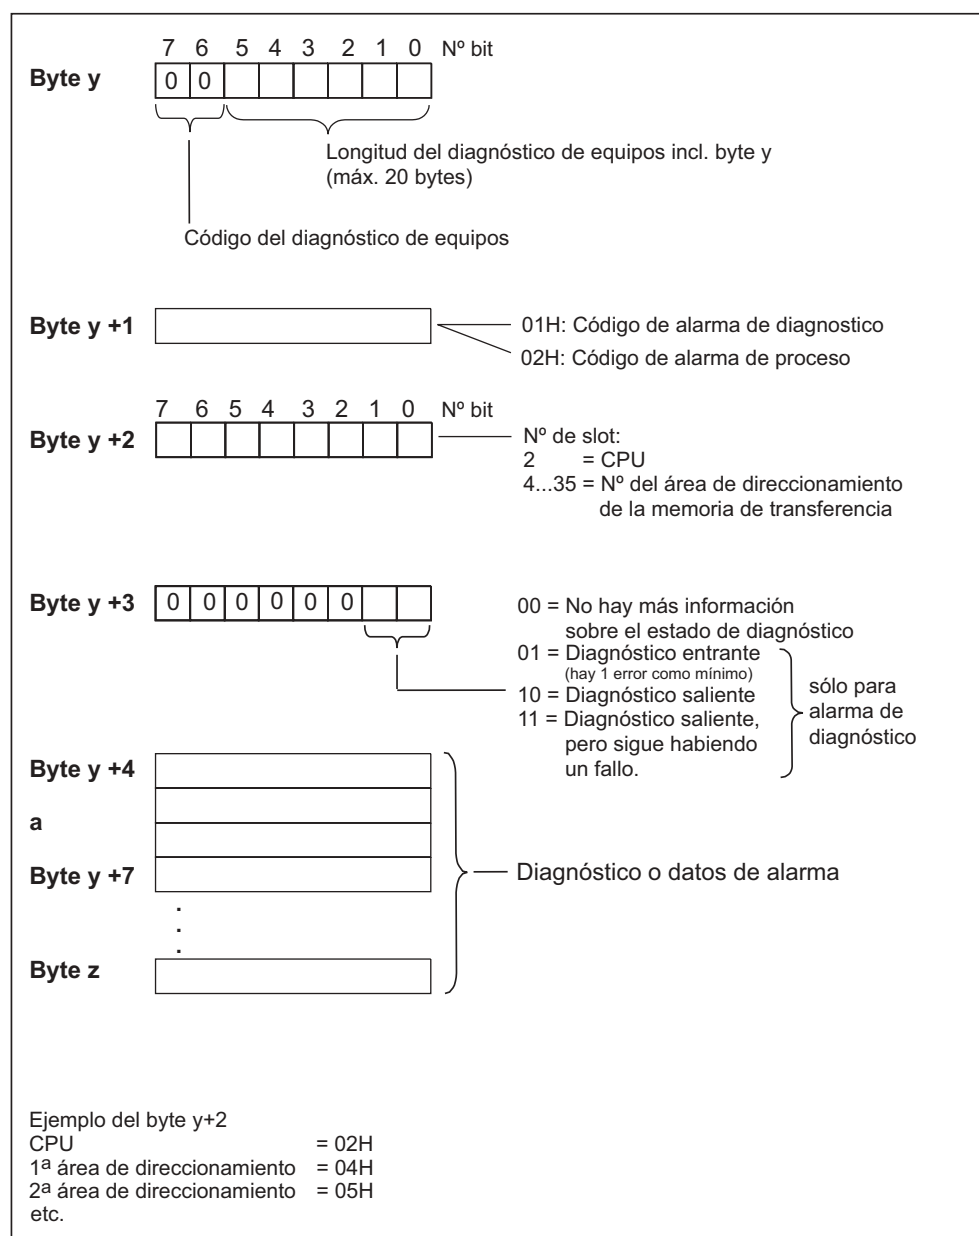 7 6 5 4 3 2 1 0 Nº bit
Byte y 0 0
Longitud del diagnóstico de equipos incl. byte y
(máx. 20 bytes)
Código del diagnóstico de equipos
Byte y +1
01H: Código de alarma de diagnostico
02H: Código de alarma de proceso
7 6 5 4 3 2 1 0 Nº bit
Byte y +2
Nº de slot:
2 = CPU
4...35 = Nº del área de direccionamiento
de la memoria de transferencia
Byte y +3 0 0 0 0 0 0
00 = No hay más información
sobre el estado de diagnóstico
01 = Diagnóstico entrante
(hay 1 error como mínimo)
10 = Diagnóstico saliente
11 = Diagnóstico saliente,
pero sigue habiendo
un fallo.
sólo para
alarma de
diagnóstico
Byte y +4
a
Byte y +7
Diagnóstico o datos de alarma
.
.
.
Byte z
Ejemplo del byte y+2
CPU = 02H
1ª área de direccionamiento = 04H
2ª área de direccionamiento = 05H
etc.